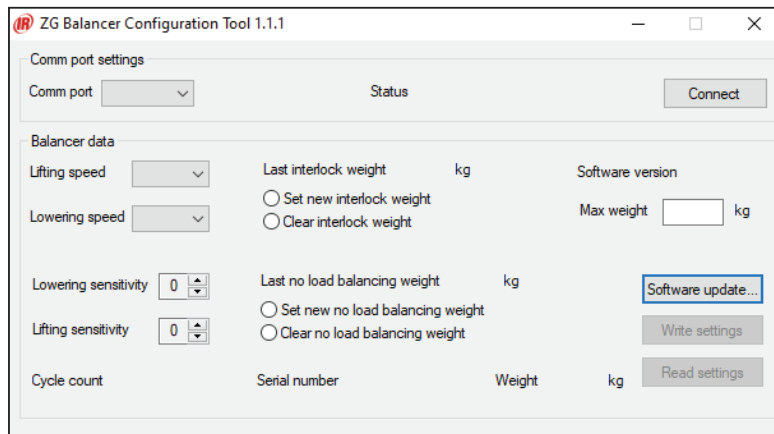 IR ZG Balancer Configuration Tool 1.1.1
Comm port settings
Comm port Status Connect
Balancer data
Lifting speed Last interlock weight kg Software version
Set new interlock weight
Lowering speed Clear interlock weight Max weight kg
Lowering sensitivity 0 Last no load balancing weight kg Software update...
Set new no load balancing weight
Lifting sensitivity 0 Clear no load balancing weight Write settings
Cycle count Serial number Weight kg Read settings